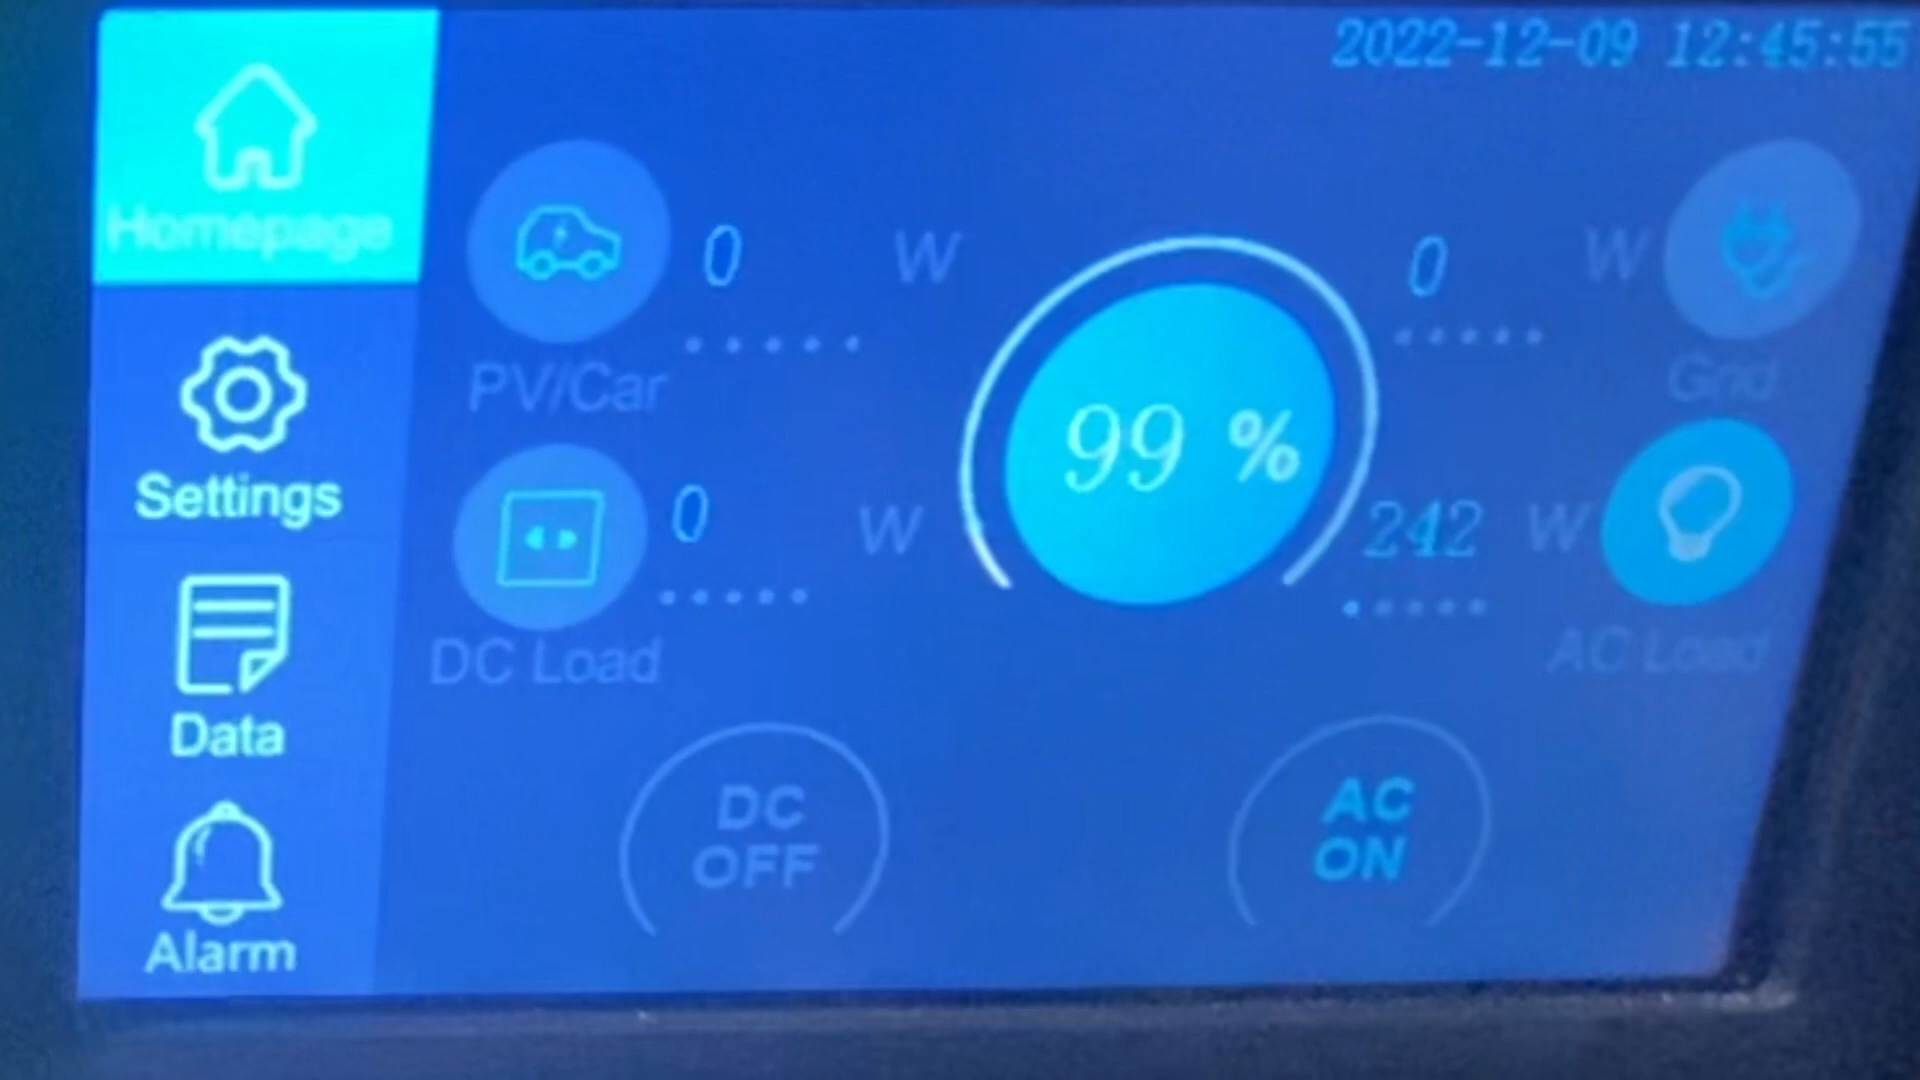 2022-12-09 12:45:55
Homepage
Settings
Data
Alarm
0 W
PV/Car
0 W
DC Load
99 %
0 W
Grid
242 W
AC Load
DC
OFF
AC
ON